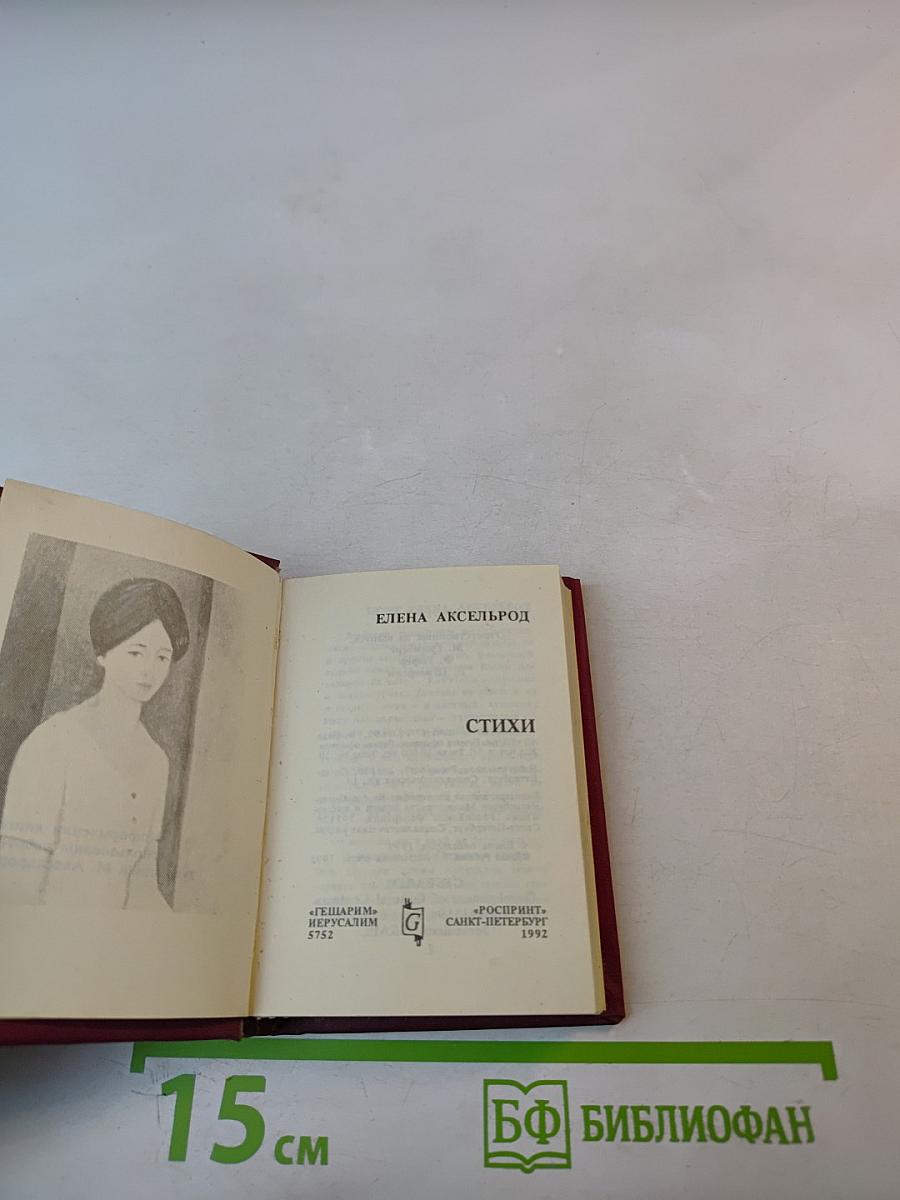 ЕЛЕНА АКСЕЛЬРОД
СТИХИ
«ГЕШАРИМ»
ИЕРУСАЛИМ
5752
G
«РОСПРИНТ»
САНКТ-ПЕТЕРБУРГ
1992
15 см
БФ БИБЛИОФАН